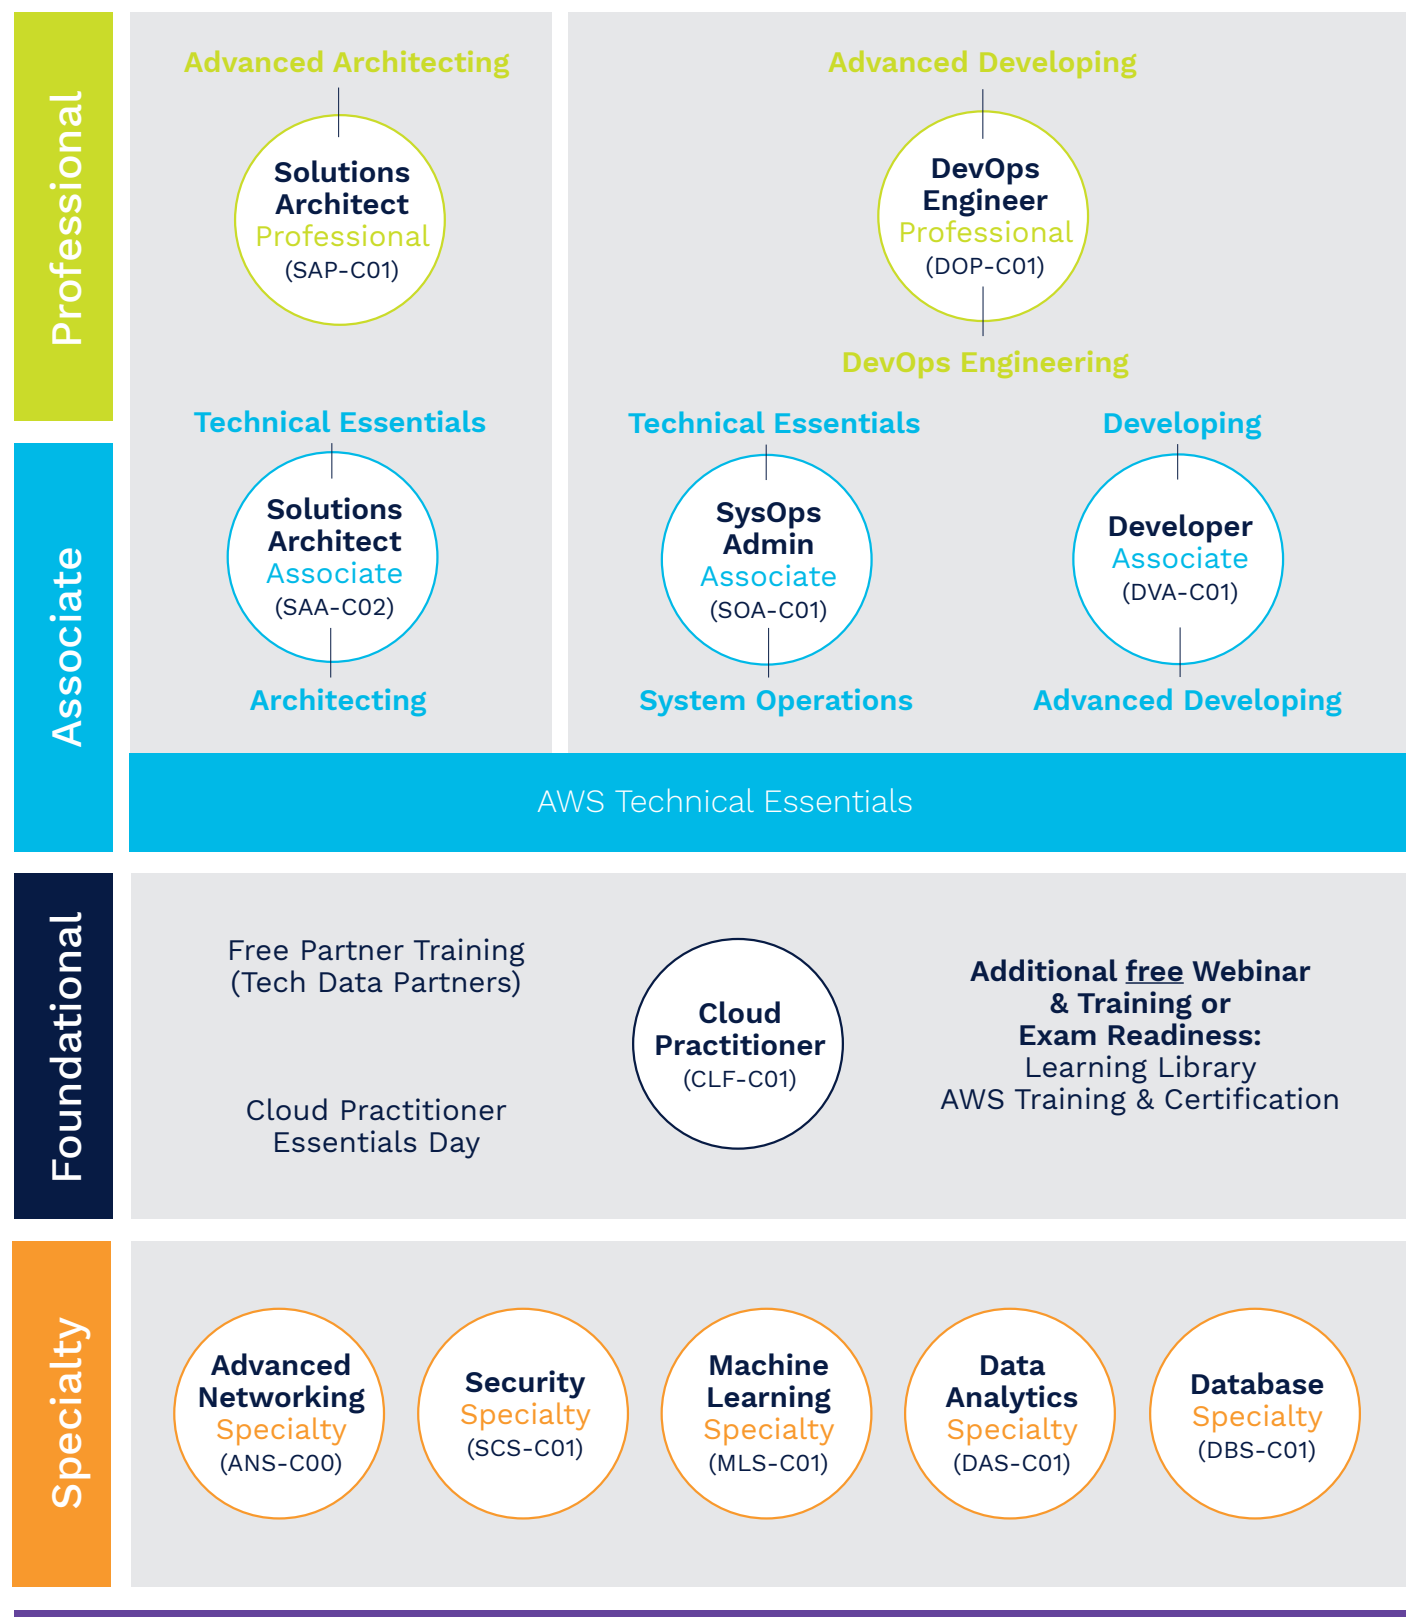 Professional
Advanced Architecting
Solutions
Architect
Professional
(SAP-C01)
Advanced Developing
DevOps
Engineer
Professional
(DOP-C01)
DevOps Engineering
Associate
Technical Essentials
Solutions
Architect
Associate
(SAA-C02)
Architecting
Technical Essentials
SysOps
Admin
Associate
(SOA-C01)
System Operations
Developing
Developer
Associate
(DVA-C01)
Advanced Developing
AWS Technical Essentials
Foundational
Free Partner Training
(Tech Data Partners)
Cloud Practitioner
Essentials Day
Cloud
Practitioner
(CLF-C01)
Additional free Webinar
& Training or
Exam Readiness:
Learning Library
AWS Training & Certification
Specialty
Advanced
Networking
Specialty
(ANS-C00)
Security
Specialty
(SCS-C01)
Machine
Learning
Specialty
(MLS-C01)
Data
Analytics
Specialty
(DAS-C01)
Database
Specialty
(DBS-C01)